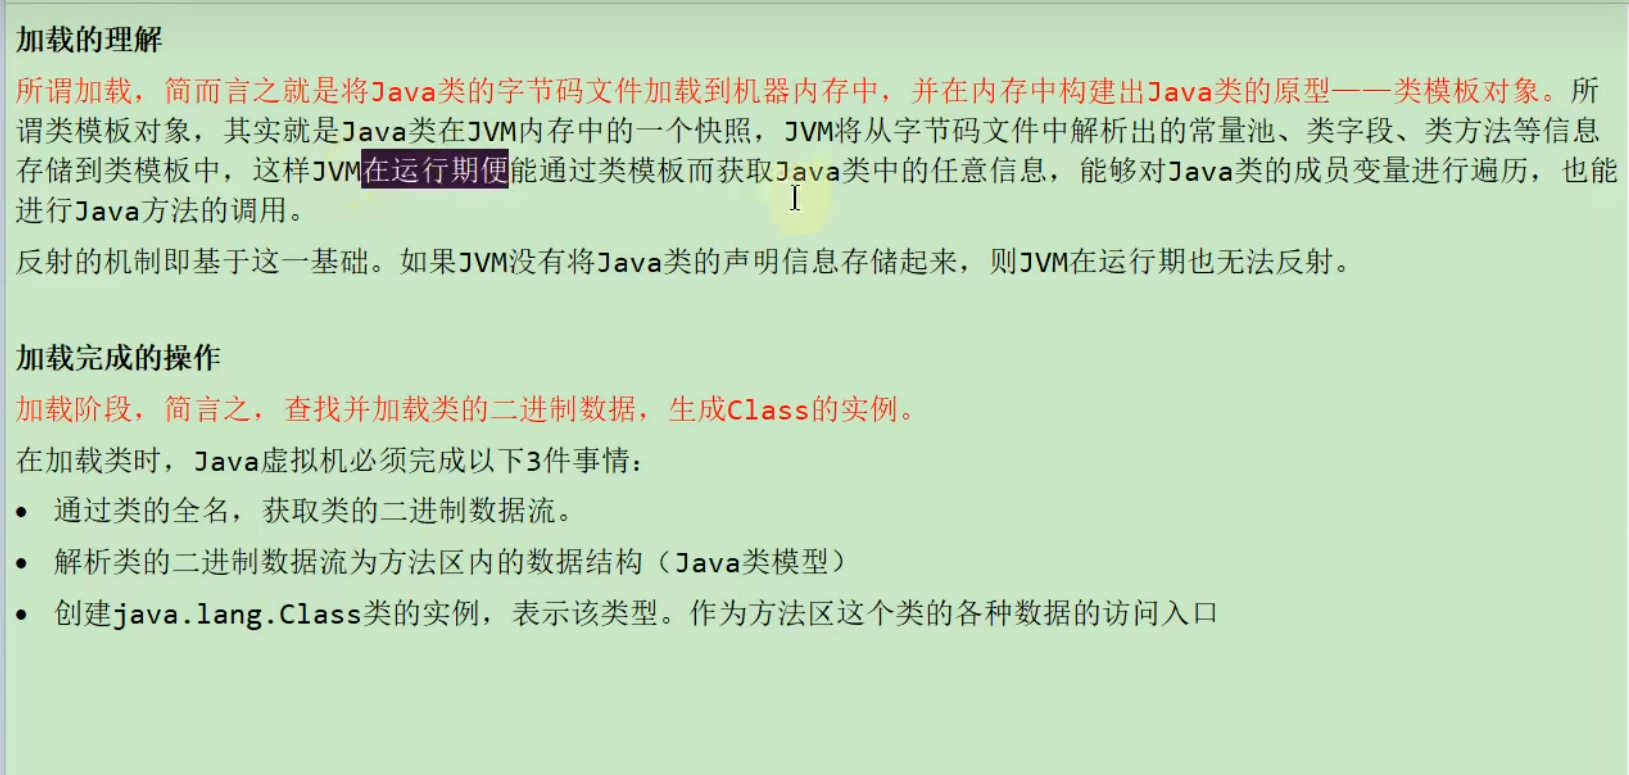 加载的理解
所谓加载，简而言之就是将Java类的字节码文件加载到机器内存中，并在内存中构建出Java类的原型——类模板对象。所
谓类模板对象，其实就是Java类在JVM内存中的一个快照，JVM将从字节码文件中解析出的常量池、类字段、类方法等信息
存储到类模板中，这样JVM在运行期便能通过类模板而获取Java类中的任意信息，能够对Java类的成员变量进行遍历，也能
进行Java方法的调用。
反射的机制即基于这一基础。如果JVM没有将Java类的声明信息存储起来，则JVM在运行期也无法反射。
加载完成的操作
加载阶段，简言之，查找并加载类的二进制数据，生成Class的实例。
在加载类时，Java虚拟机必须完成以下3件事情：
• 通过类的全名，获取类的二进制数据流。
• 解析类的二进制数据流为方法区内的数据结构（Java类模型）
• 创建java.lang.Class类的实例，表示该类型。作为方法区这个类的各种数据的访问入口